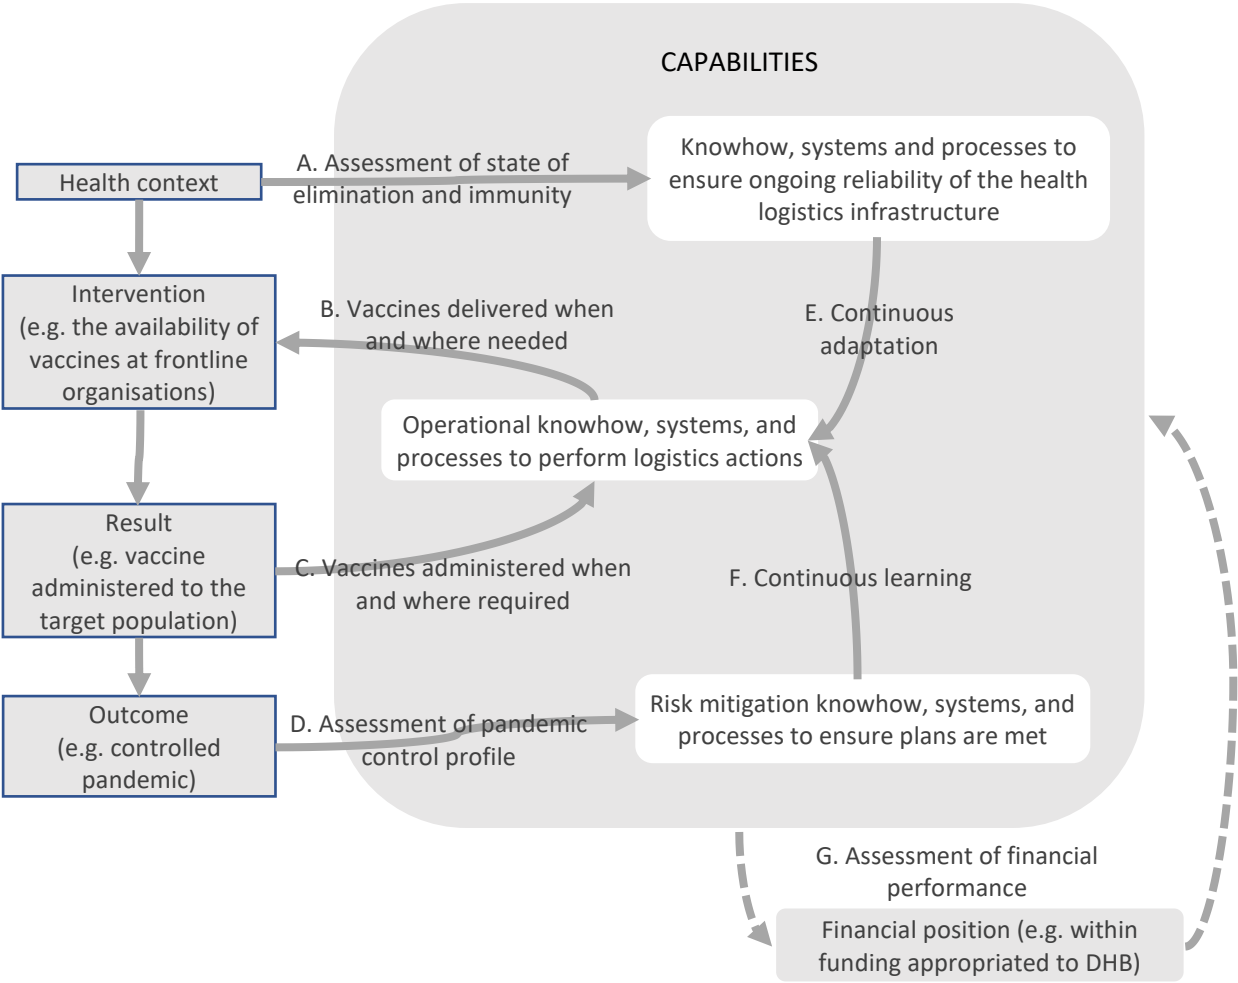 CAPABILITIES
Health context
A. Assessment of state of
elimination and immunity
Knowhow, systems and processes to
ensure ongoing reliability of the health
logistics infrastructure
Intervention
(e.g. the availability of
vaccines at frontline
organisations)
B. Vaccines delivered when
and where needed
E. Continuous
adaptation
Operational knowhow, systems, and
processes to perform logistics actions
Result
(e.g. vaccine
administered to the
target population)
C. Vaccines administered when
and where required
F. Continuous learning
Outcome
(e.g. controlled
pandemic)
D. Assessment of pandemic
control profile
Risk mitigation knowhow, systems, and
processes to ensure plans are met
G. Assessment of financial
performance
Financial position (e.g. within
funding appropriated to DHB)